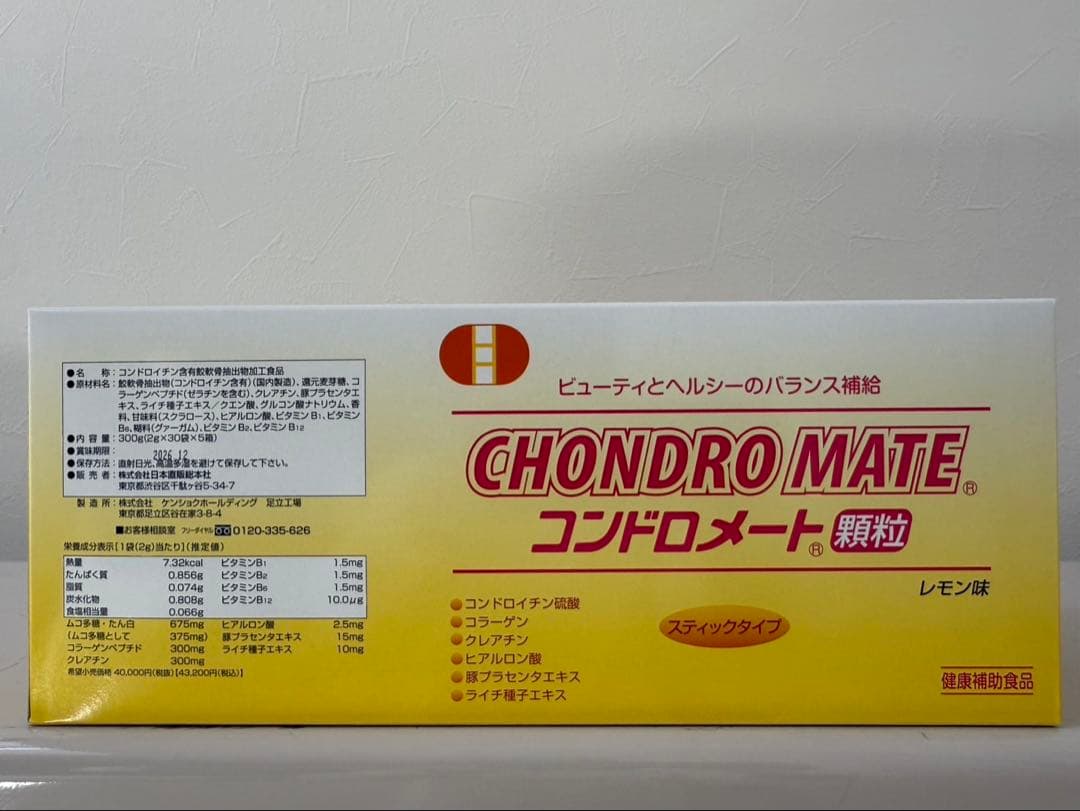 ●名　称：コンドロイチン含有鮫軟骨抽出物加工食品
●原材料名：鮫軟骨抽出物(コンドロイチン含有)(国内製造)、還元麦芽糖、コ
ラーゲンペプチド(ゼラチンを含む)、クレアチン、豚プラセンタエ
キス、ライチ種子エキス／クエン酸、グルコン酸ナトリウム、香
料、甘味料(スクラロース)、ヒアルロン酸、ビタミンB1、ビタミン
B6、糊料(グァーガム)、ビタミンB2、ビタミンB12
●内容量：300g(2g×30袋×5箱)
●賞味期限：2026.12
●保存方法：直射日光、高温多湿を避けて保存して下さい。
●販売者：株式会社日本直販総本社
東京都渋谷区千駄ヶ谷5-34-7
製造所：株式会社 ケンショクホールディング 足立工場
東京都足立区谷在家3-8-4
■お客様相談室 フリーダイヤル 0120-335-626
栄養成分表示[1袋(2g)当たり](推定値)
熱量 7.32kcal ビタミンB1 1.5mg
たんぱく質 0.856g ビタミンB2 1.5mg
脂質 0.074g ビタミンB6 1.5mg
炭水化物 0.808g ビタミンB12 10.0μg
食塩相当量 0.066g
ムコ多糖・たん白 675mg ヒアルロン酸 2.5mg
(ムコ多糖として 375mg) 豚プラセンタエキス 15mg
コラーゲンペプチド 300mg ライチ種子エキス 10mg
クレアチン 300mg
希望小売価格 40,000円(税抜)[43,200円(税込)]
ビューティとヘルシーのバランス補給
CHONDRO MATE®
コンドロメート® 顆粒
レモン味
●コンドロイチン硫酸
●コラーゲン
●クレアチン
●ヒアルロン酸
●豚プラセンタエキス
●ライチ種子エキス
スティックタイプ
健康補助食品